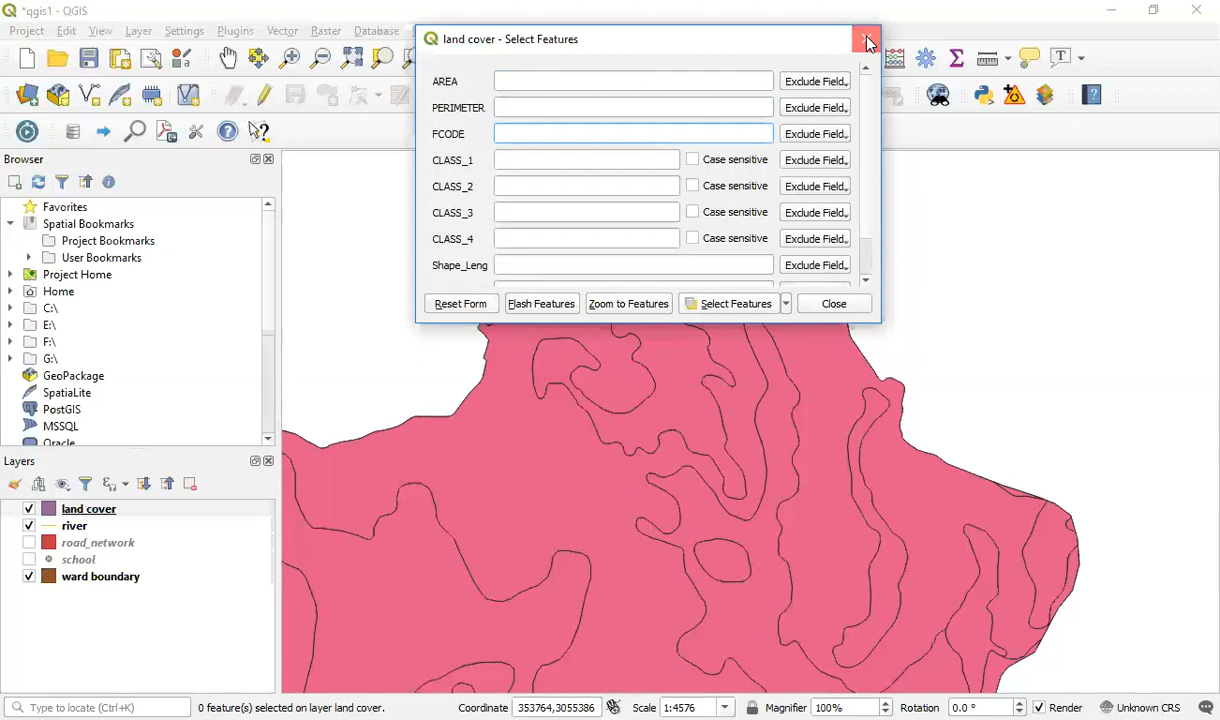 *qgis1 - QGIS
Project Edit View Layer Settings Plugins Vector Raster Database
land cover - Select Features
AREA Exclude Field
PERIMETER Exclude Field
FCODE Exclude Field
CLASS_1 Case sensitive Exclude Field
CLASS_2 Case sensitive Exclude Field
CLASS_3 Case sensitive Exclude Field
CLASS_4 Case sensitive Exclude Field
Shape_Leng Exclude Field
Reset Form Flash Features Zoom to Features Select Features Close
Browser
Favorites
Spatial Bookmarks
Project Bookmarks
User Bookmarks
Project Home
Home
C:\
E:\
F:\
G:\
GeoPackage
SpatiaLite
PostGIS
MSSQL
Oracle
Layers
land cover
river
road_network
school
ward boundary
Type to locate (Ctrl+K) 0 feature(s) selected on layer land cover. Coordinate 353764,3055386 Scale 1:4576 Magnifier 100% Rotation 0.0 ° Render Unknown CRS